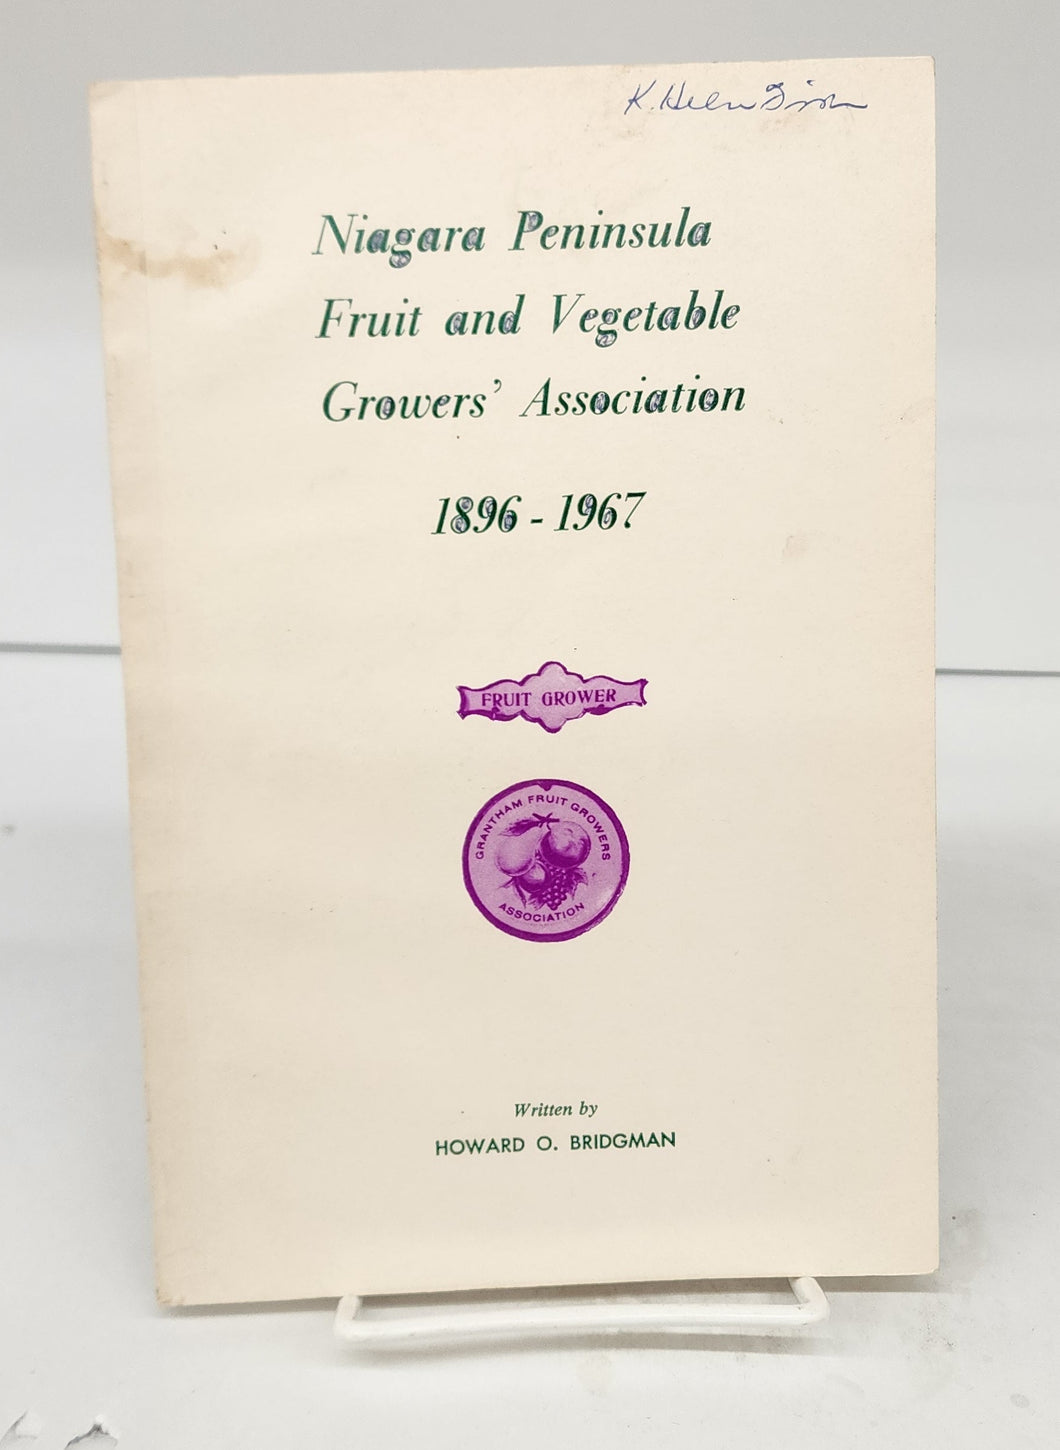 K. Helen
Niagara Peninsula
Fruit and Vegetable
Growers' Association
1896 - 1967
FRUIT GROWER
GRANTHAM FRUIT GROWERS
ASSOCIATION
Written by
HOWARD O. BRIDGMAN